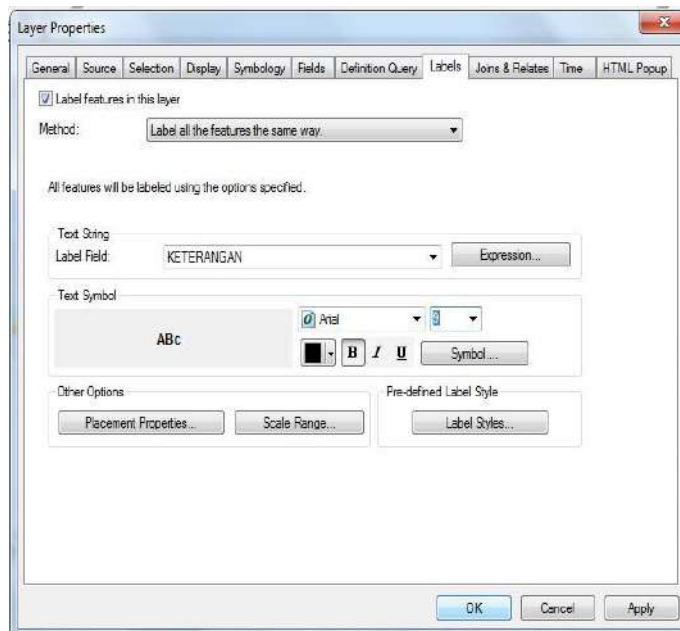 Layer Properties
General Source Selection Display Symbology Fields Definition Query Labels Joins & Relates Time HTML Popup
Label features in this layer
Method: Label all the features the same way.
All features will be labeled using the options specified.
Text String
Label Field: KETERANGAN Expression...
Text Symbol
ABc
Arial 9
B I U Symbol...
Other Options
Placement Properties... Scale Range...
Pre-defined Label Style
Label Styles...
OK Cancel Apply